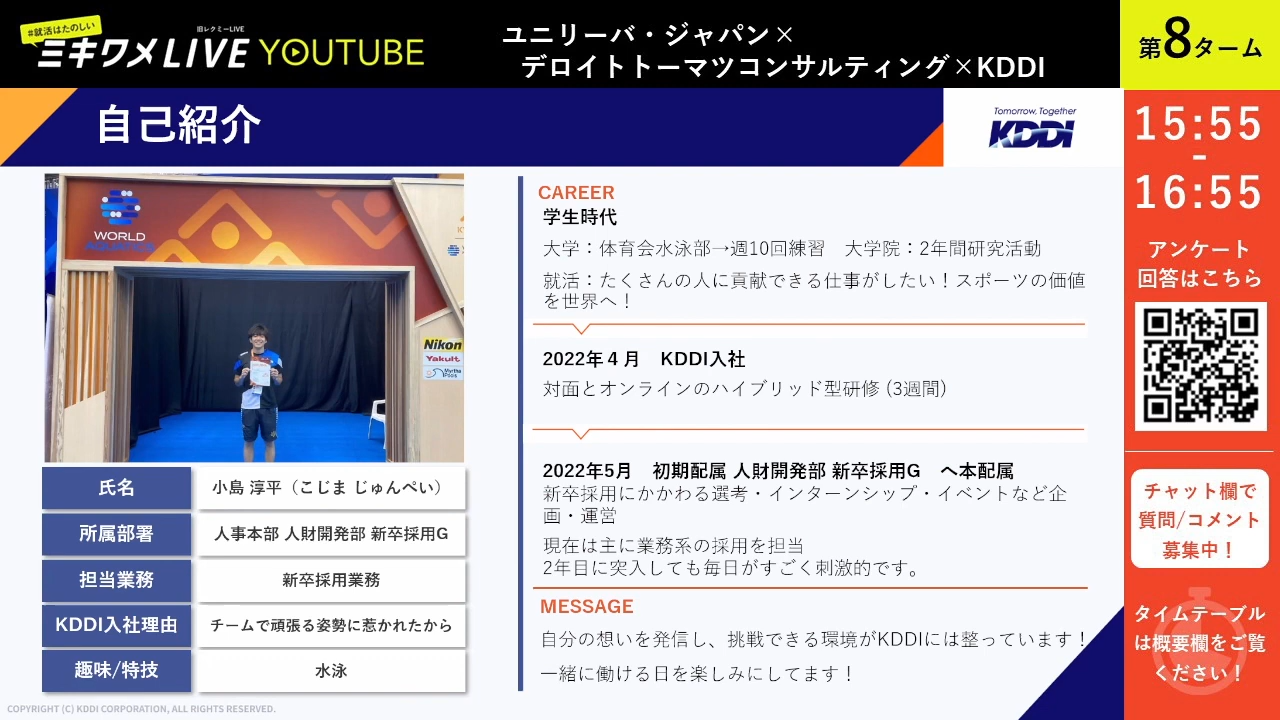 #就活はたのしい
旧レクミーLIVE
ミキワメLIVE YOUTUBE
ユニリーバ・ジャパン×
デロイトトーマツコンサルティング×KDDI
第8ターム
自己紹介
Tomorrow, Together
KDDI
WORLD
AQUATICS
Nikon
Yakult
Myrtha
Pools
氏名
小島 淳平（こじま じゅんぺい）
所属部署
人事本部 人財開発部 新卒採用G
担当業務
新卒採用業務
KDDI入社理由
チームで頑張る姿勢に惹かれたから
趣味/特技
水泳
CAREER
学生時代
大学：体育会水泳部→週10回練習　大学院：2年間研究活動
就活：たくさんの人に貢献できる仕事がしたい！スポーツの価値
を世界へ！
2022年４月　KDDI入社
対面とオンラインのハイブリッド型研修 (3週間)
2022年5月　初期配属 人財開発部 新卒採用G　へ本配属
新卒採用にかかわる選考・インターンシップ・イベントなど企
画・運営
現在は主に業務系の採用を担当
2年目に突入しても毎日がすごく刺激的です。
MESSAGE
自分の想いを発信し、挑戦できる環境がKDDIには整っています！
一緒に働ける日を楽しみにしてます！
15:55
-
16:55
アンケート
回答はこちら
チャット欄で
質問/コメント
募集中！
タイムテーブル
は概要欄をご覧
ください！
COPYRIGHT (C) KDDI CORPORATION, ALL RIGHTS RESERVED.